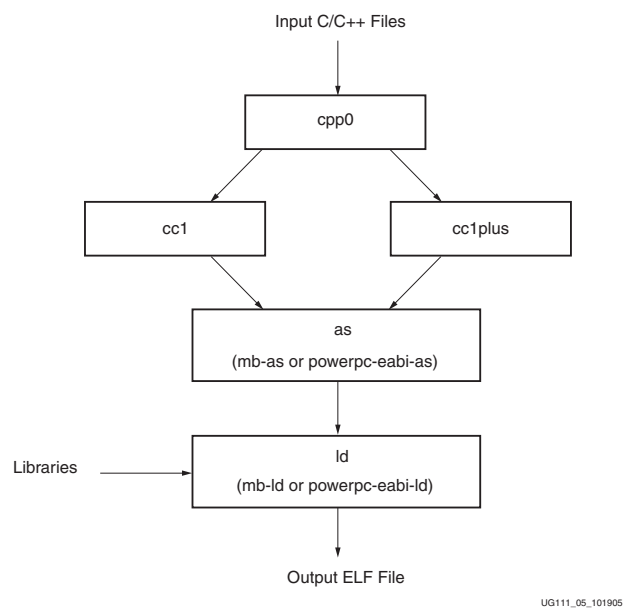 Input C/C++ Files
cpp0
cc1
cc1plus
as
(mb-as or powerpc-eabi-as)
Libraries
ld
(mb-ld or powerpc-eabi-ld)
Output ELF File
UG111_05_101905